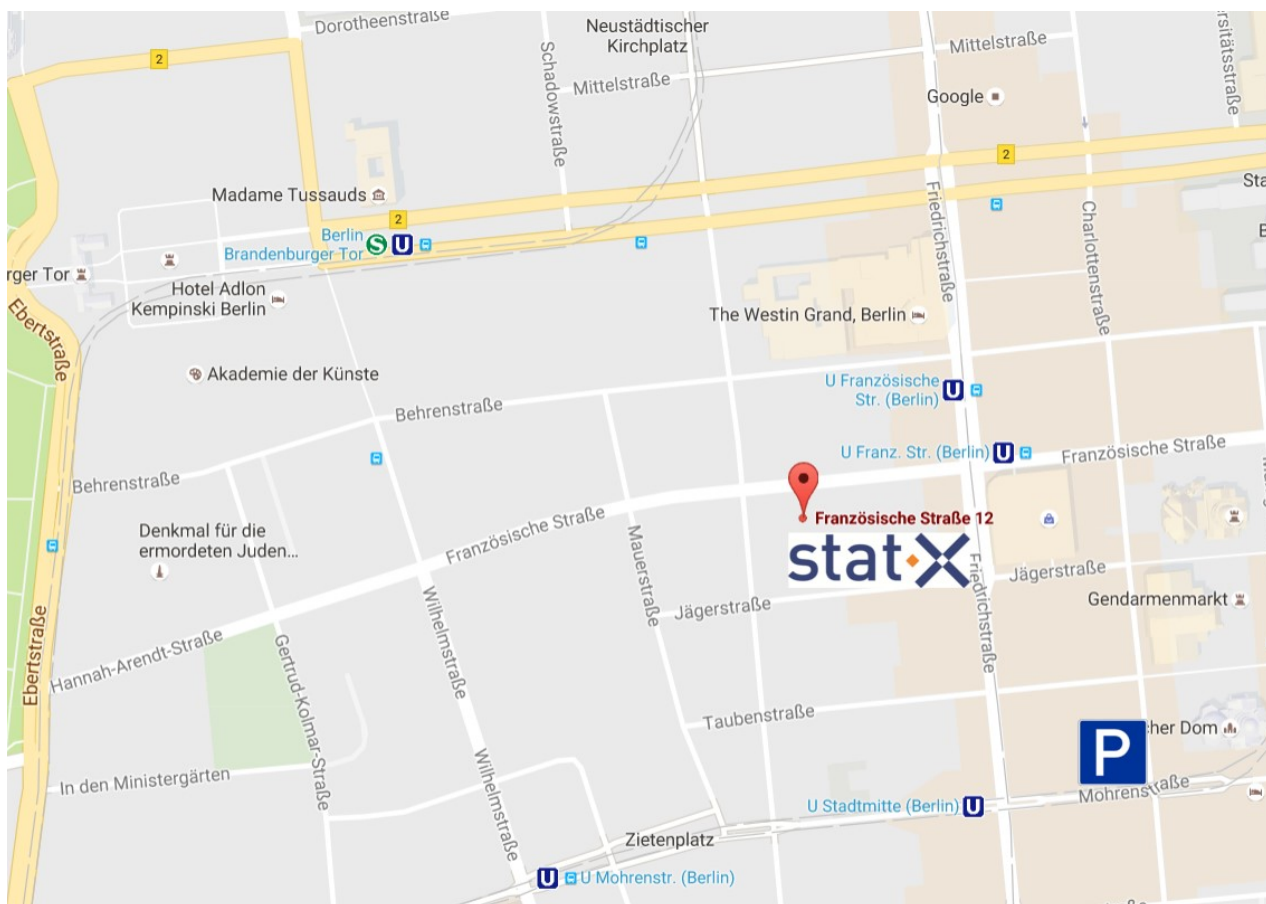 Dorotheenstraße
Neustädtischer
Kirchplatz
Mittelstraße
ersitätsstraße
2
Schadowstraße
Mittelstraße
Google
2
Madame Tussauds
2
Friedrichstraße
Charlottenstraße
Sta
Berlin
Brandenburger Tor
S
U
E
rger Tor
Hotel Adlon
Kempinski Berlin
Ebertstraße
The Westin Grand, Berlin
Akademie der Künste
U Französische
Str. (Berlin)
U
Behrenstraße
U Franz. Str. (Berlin)
U
Französische Straße
Behrenstraße
Französische Straße 12
Denkmal für die
ermordeten Juden...
Französische Straße
Mauerstraße
stat x
Friedrichstraße
Jägerstraße
Jägerstraße
Gendarmenmarkt
Wilhelmstraße
Ebertstraße
Hannah-Arendt-Straße
Gertrud-Kolmar-Straße
Taubenstraße
P
cher Dom
In den Ministergärten
Wilhelmstraße
Mohrenstraße
U Stadtmitte (Berlin)
U
Zietenplatz
U
U Mohrenstr. (Berlin)